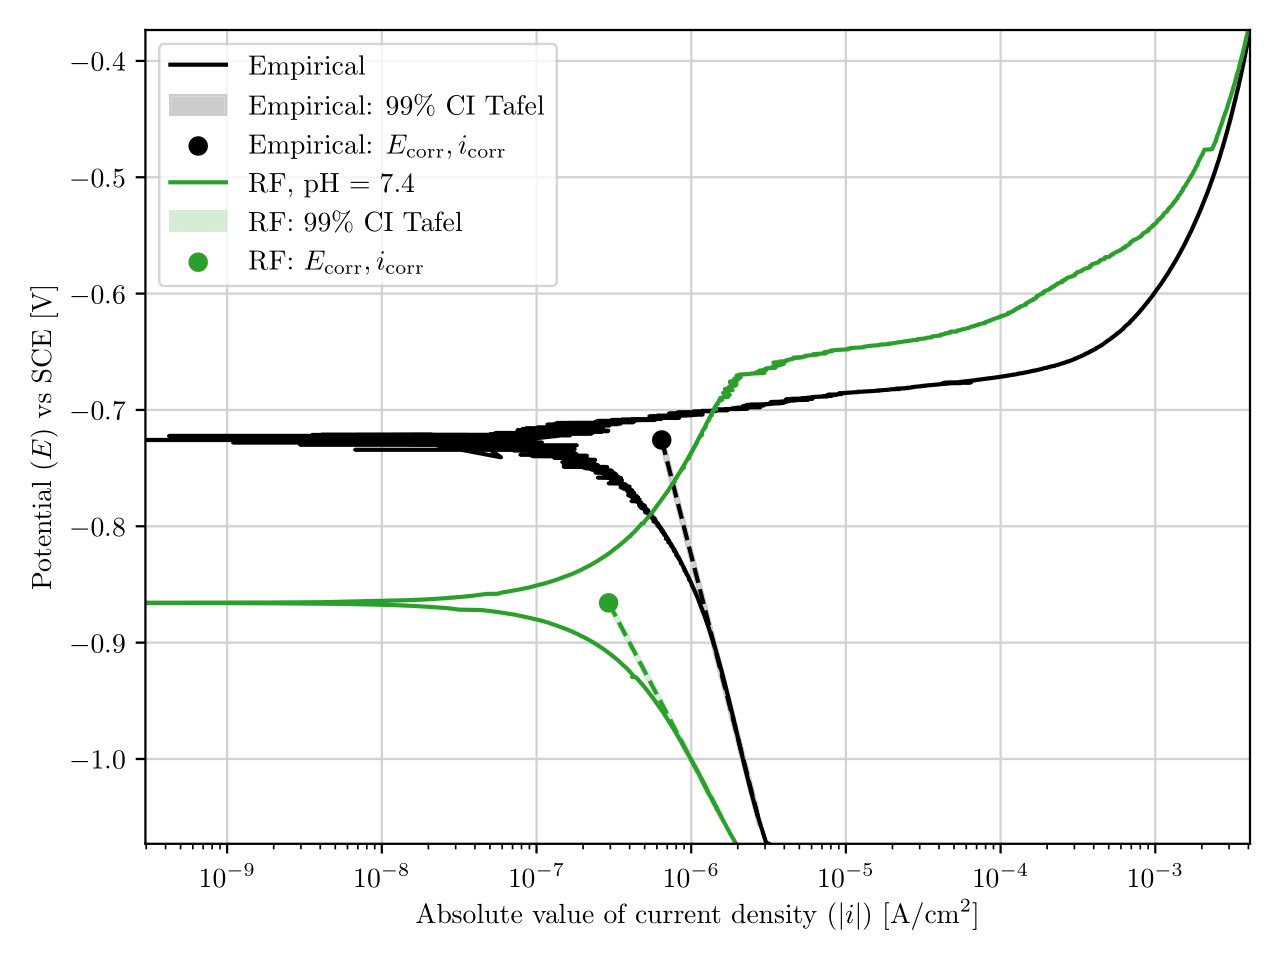 Empirical
Empirical: 99% CI Tafel
Empirical: E_corr, i_corr
RF, pH = 7.4
RF: 99% CI Tafel
RF: E_corr, i_corr
−0.4
−0.5
−0.6
−0.7
−0.8
−0.9
−1.0
Potential (E) vs SCE [V]
10⁻⁹ 10⁻⁸ 10⁻⁷ 10⁻⁶ 10⁻⁵ 10⁻⁴ 10⁻³
Absolute value of current density (|i|) [A/cm²]